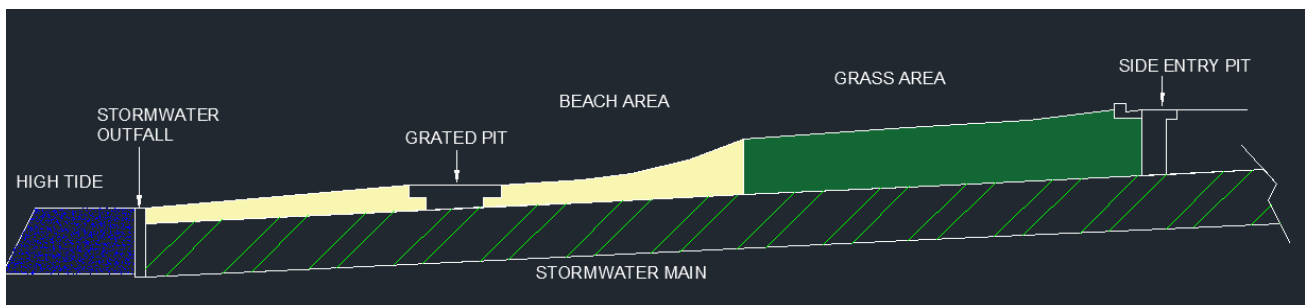 SIDE ENTRY PIT
GRASS AREA
BEACH AREA
STORMWATER
OUTFALL
GRATED PIT
HIGH TIDE
STORMWATER MAIN